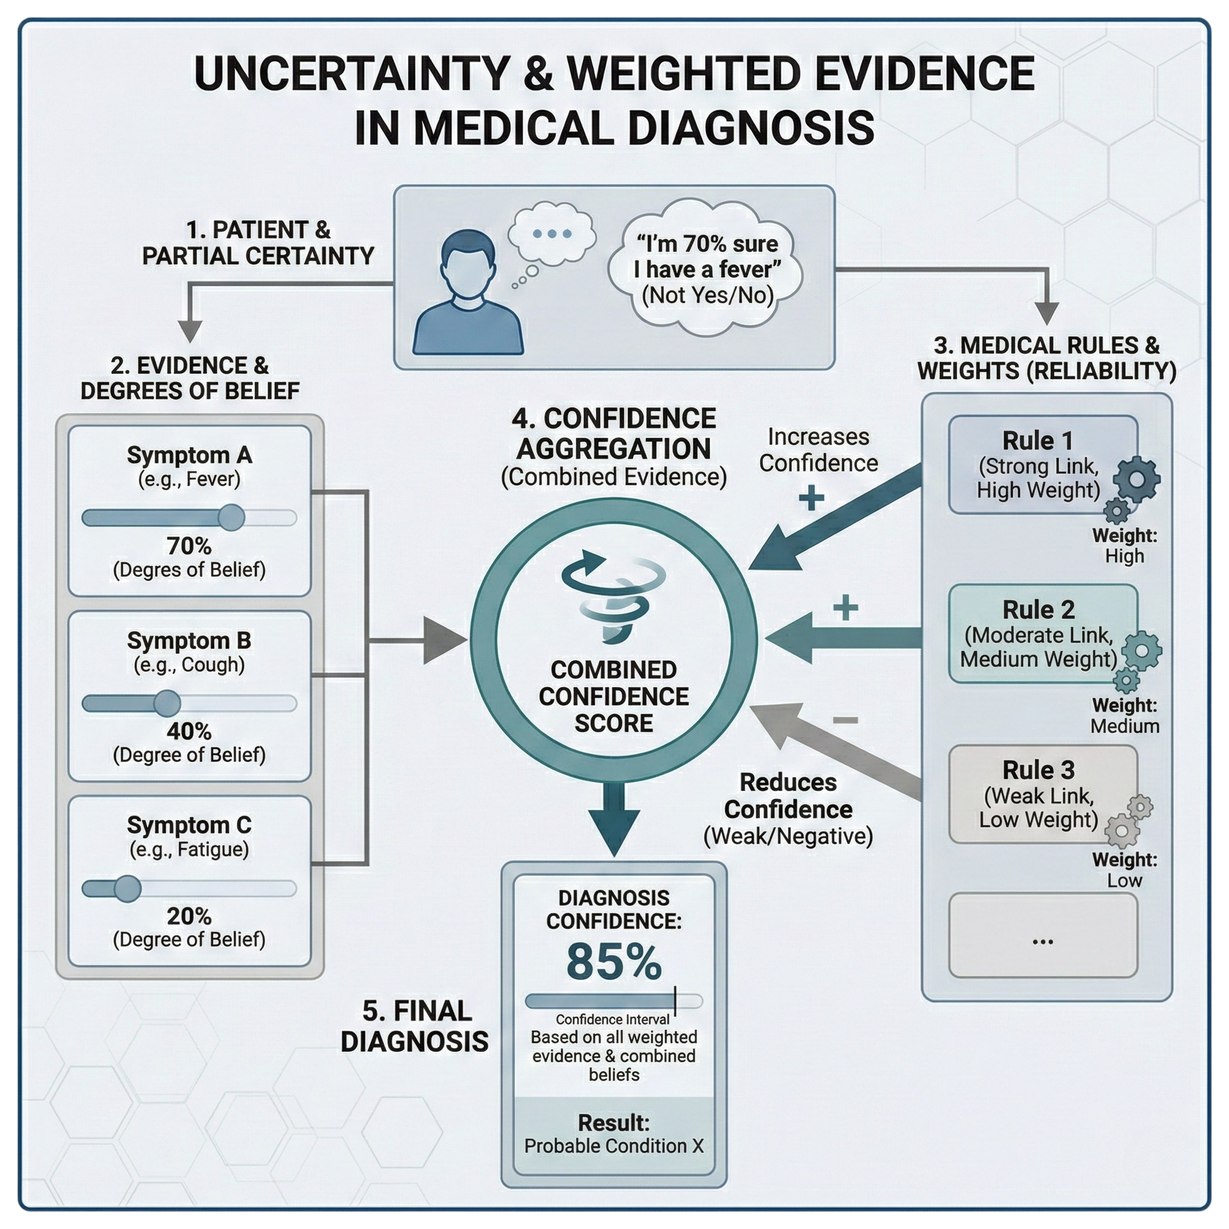 UNCERTAINTY & WEIGHTED EVIDENCE
IN MEDICAL DIAGNOSIS
1. PATIENT &
PARTIAL CERTAINTY
“I’m 70% sure
I have a fever”
(Not Yes/No)
2. EVIDENCE &
DEGREES OF BELIEF
Symptom A
(e.g., Fever)
70%
(Degres of Belief)
Symptom B
(e.g., Cough)
40%
(Degree of Belief)
Symptom C
(e.g., Fatigue)
20%
(Degree of Belief)
3. MEDICAL RULES &
WEIGHTS (RELIABILITY)
Rule 1
(Strong Link,
High Weight)
Weight:
High
Rule 2
(Moderate Link,
Medium Weight)
Weight:
Medium
Rule 3
(Weak Link,
Low Weight)
Weight:
Low
...
4. CONFIDENCE
AGGREGATION
(Combined Evidence)
Increases
Confidence
+
+
−
COMBINED
CONFIDENCE
SCORE
Reduces
Confidence
(Weak/Negative)
5. FINAL
DIAGNOSIS
DIAGNOSIS
CONFIDENCE:
85%
Confidence Interval
Based on all weighted
evidence & combined
beliefs
Result:
Probable Condition X